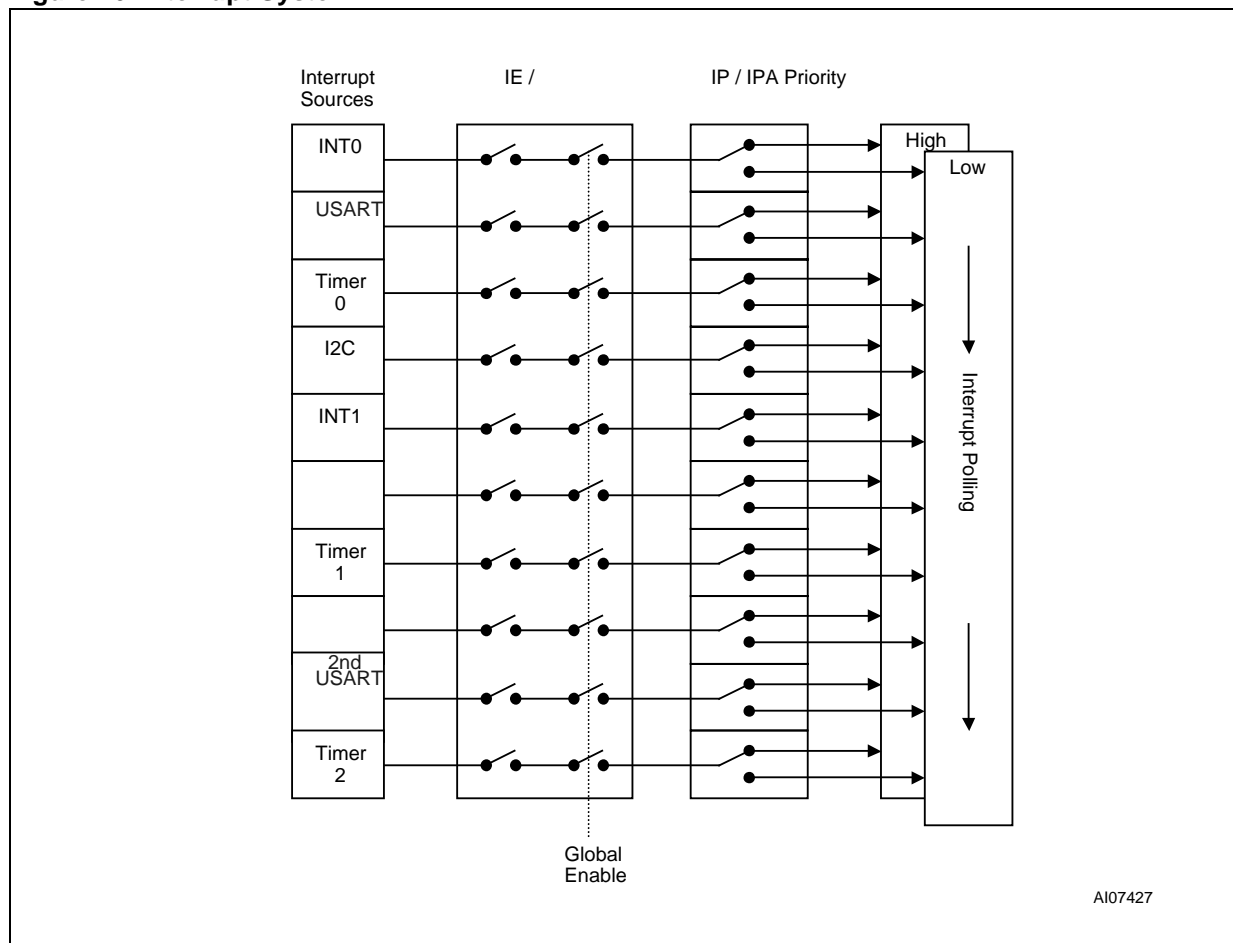 Interrupt
Sources
IE /
IP / IPA Priority
INT0
High
Low
USART
Timer
0
I2C
INT1
Interrupt Polling
Timer
1
2nd
USART
Timer
2
Global
Enable
AI07427